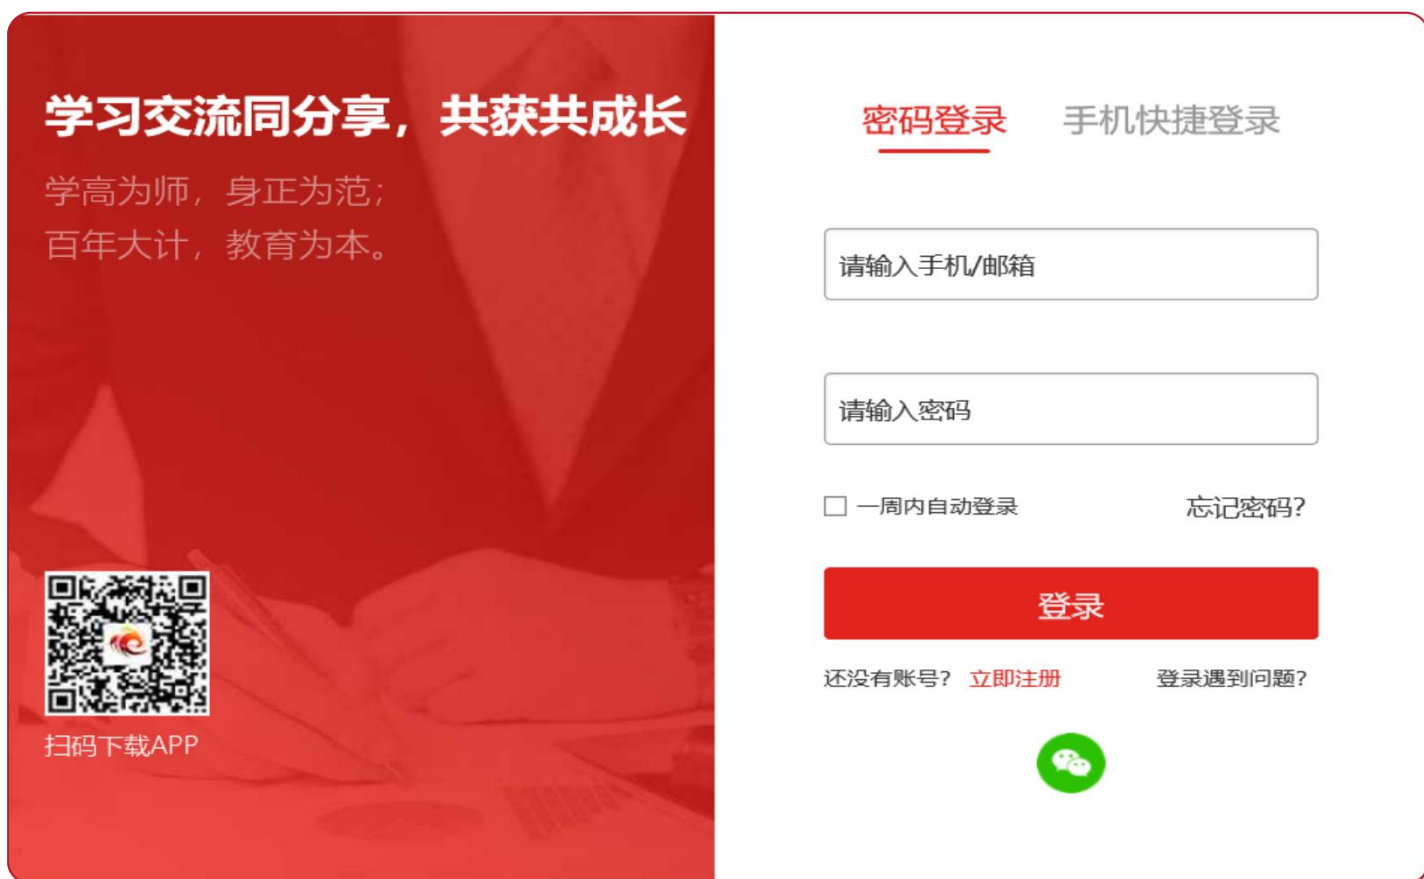 学习交流同分享，共获共成长
学高为师，身正为范；
百年大计，教育为本。
扫码下载APP
密码登录 手机快捷登录
请输入手机/邮箱
请输入密码
一周内自动登录 忘记密码？
登录
还没有账号？ 立即注册 登录遇到问题？